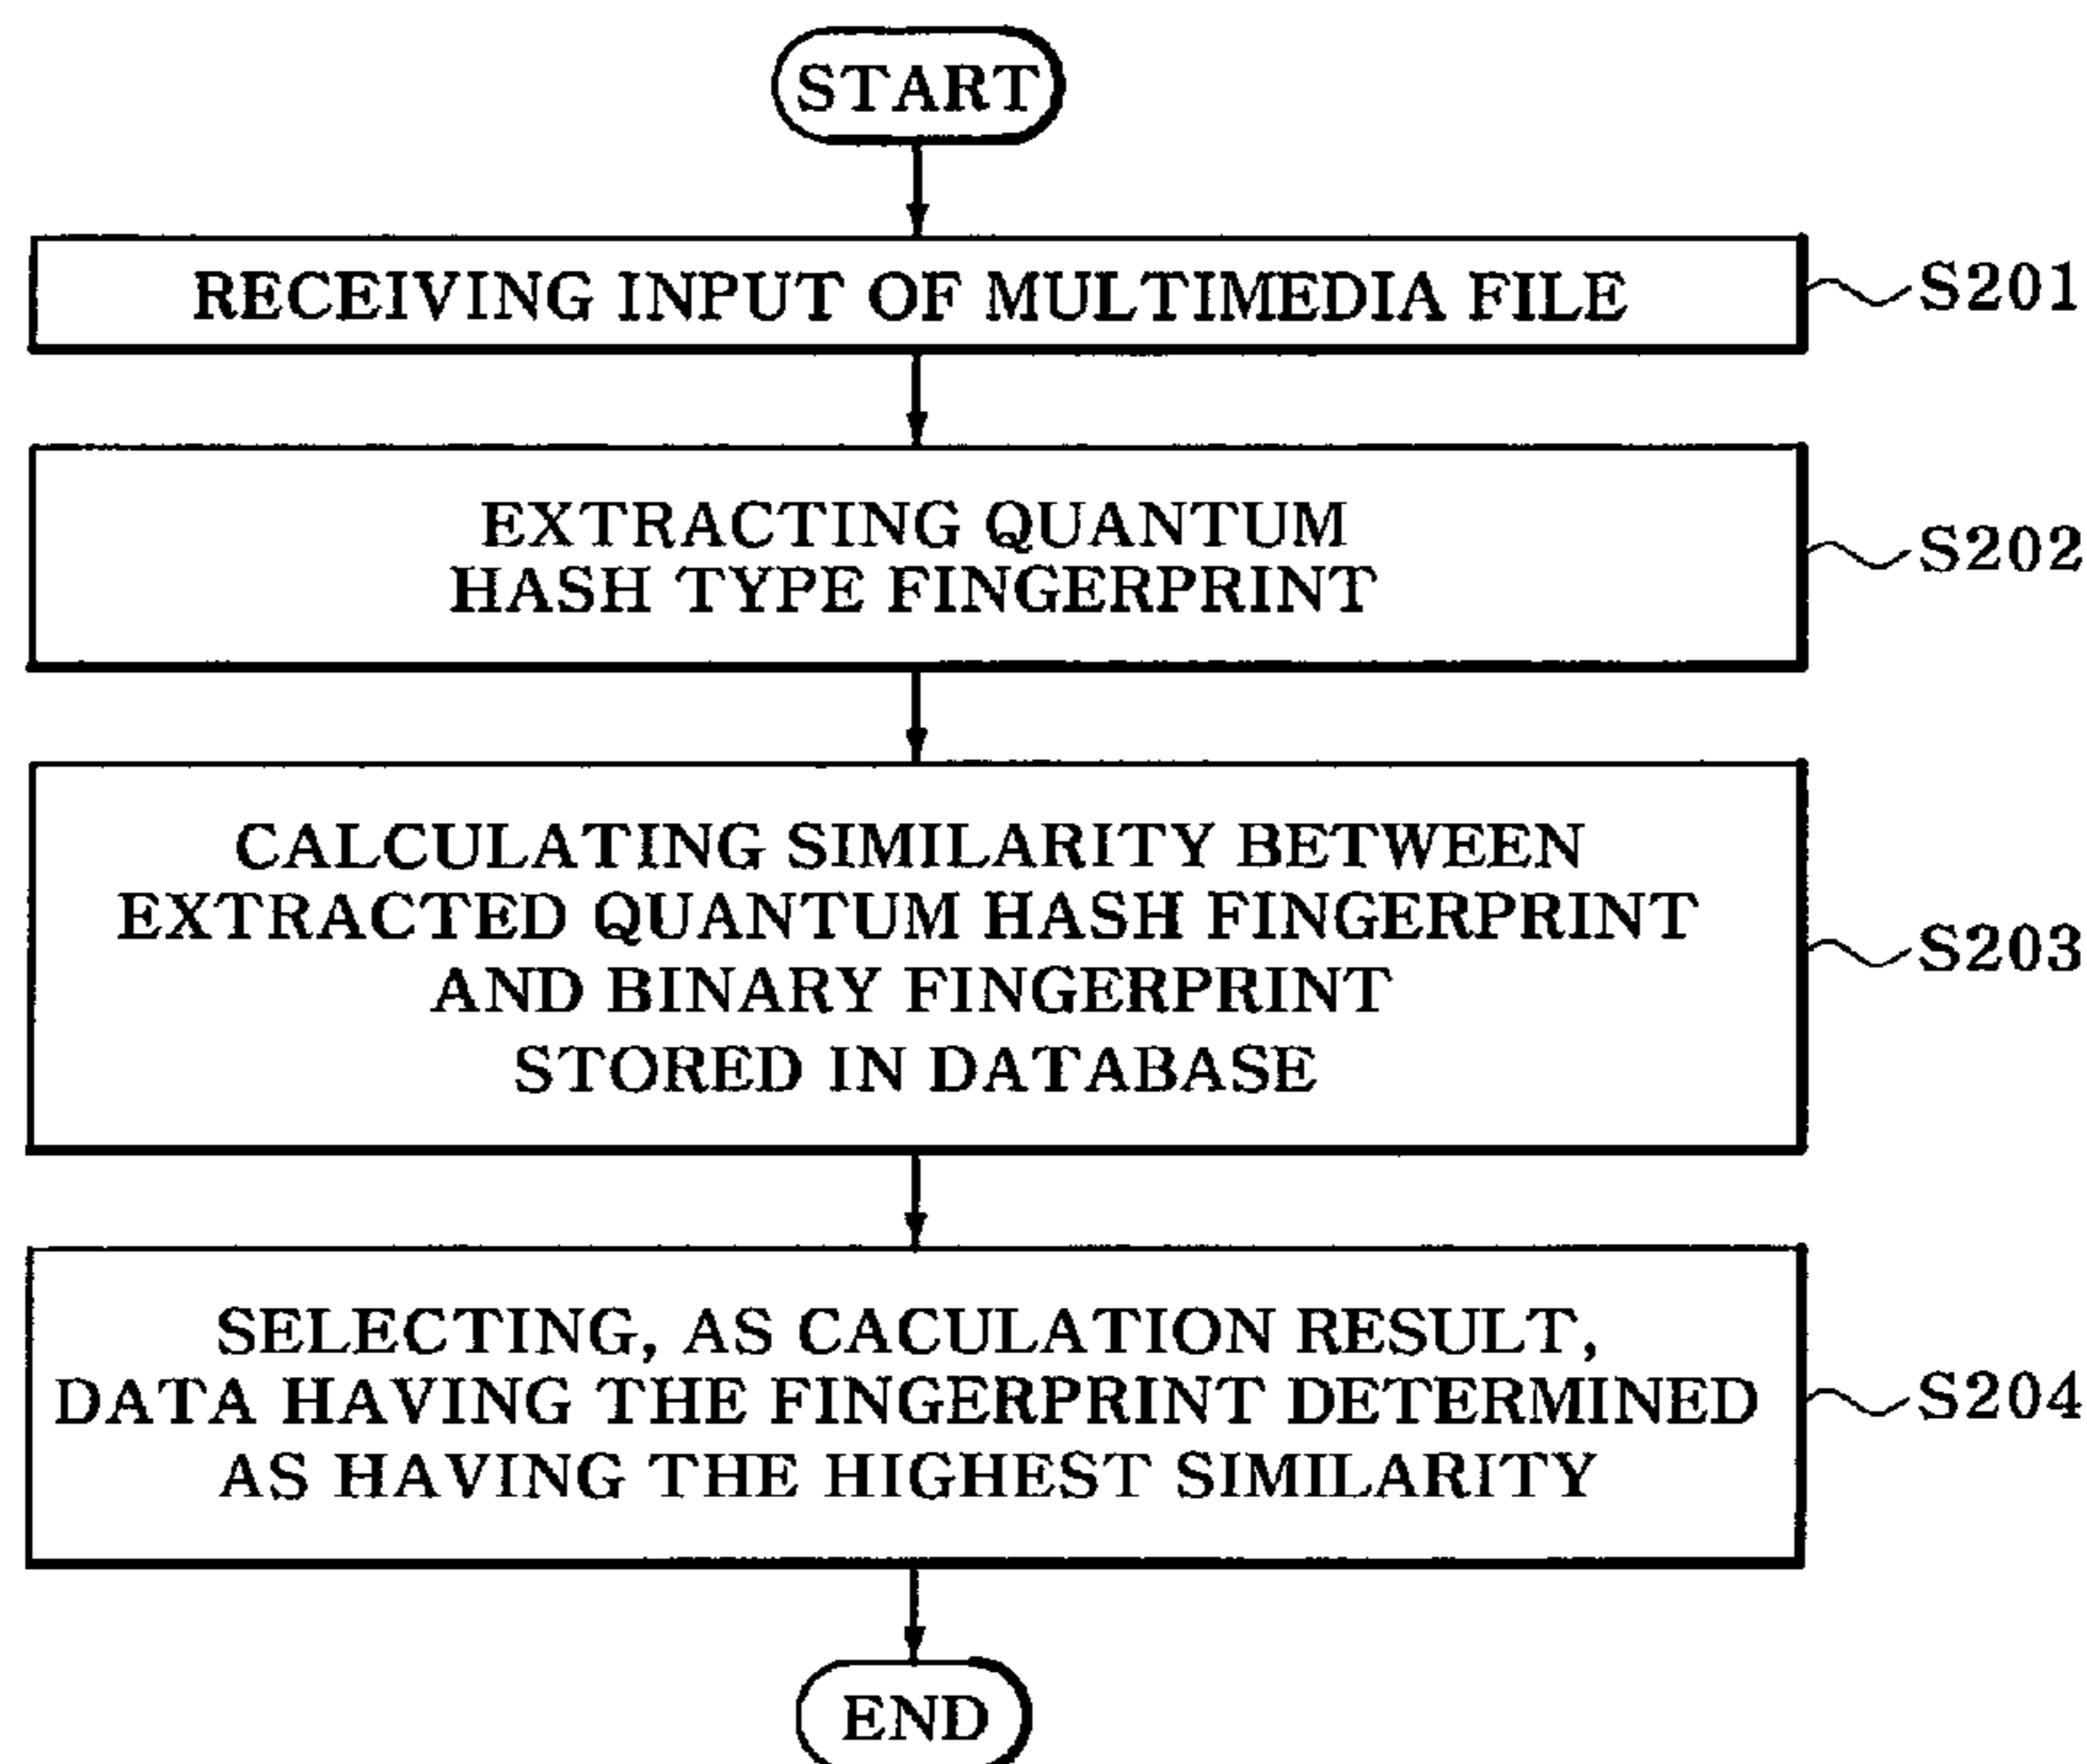 START
RECEIVING INPUT OF MULTIMEDIA FILE
S201
EXTRACTING QUANTUM
HASH TYPE FINGERPRINT
S202
CALCULATING SIMILARITY BETWEEN
EXTRACTED QUANTUM HASH FINGERPRINT
AND BINARY FINGERPRINT
STORED IN DATABASE
S203
SELECTING, AS CACULATION RESULT,
DATA HAVING THE FINGERPRINT DETERMINED
AS HAVING THE HIGHEST SIMILARITY
S204
END